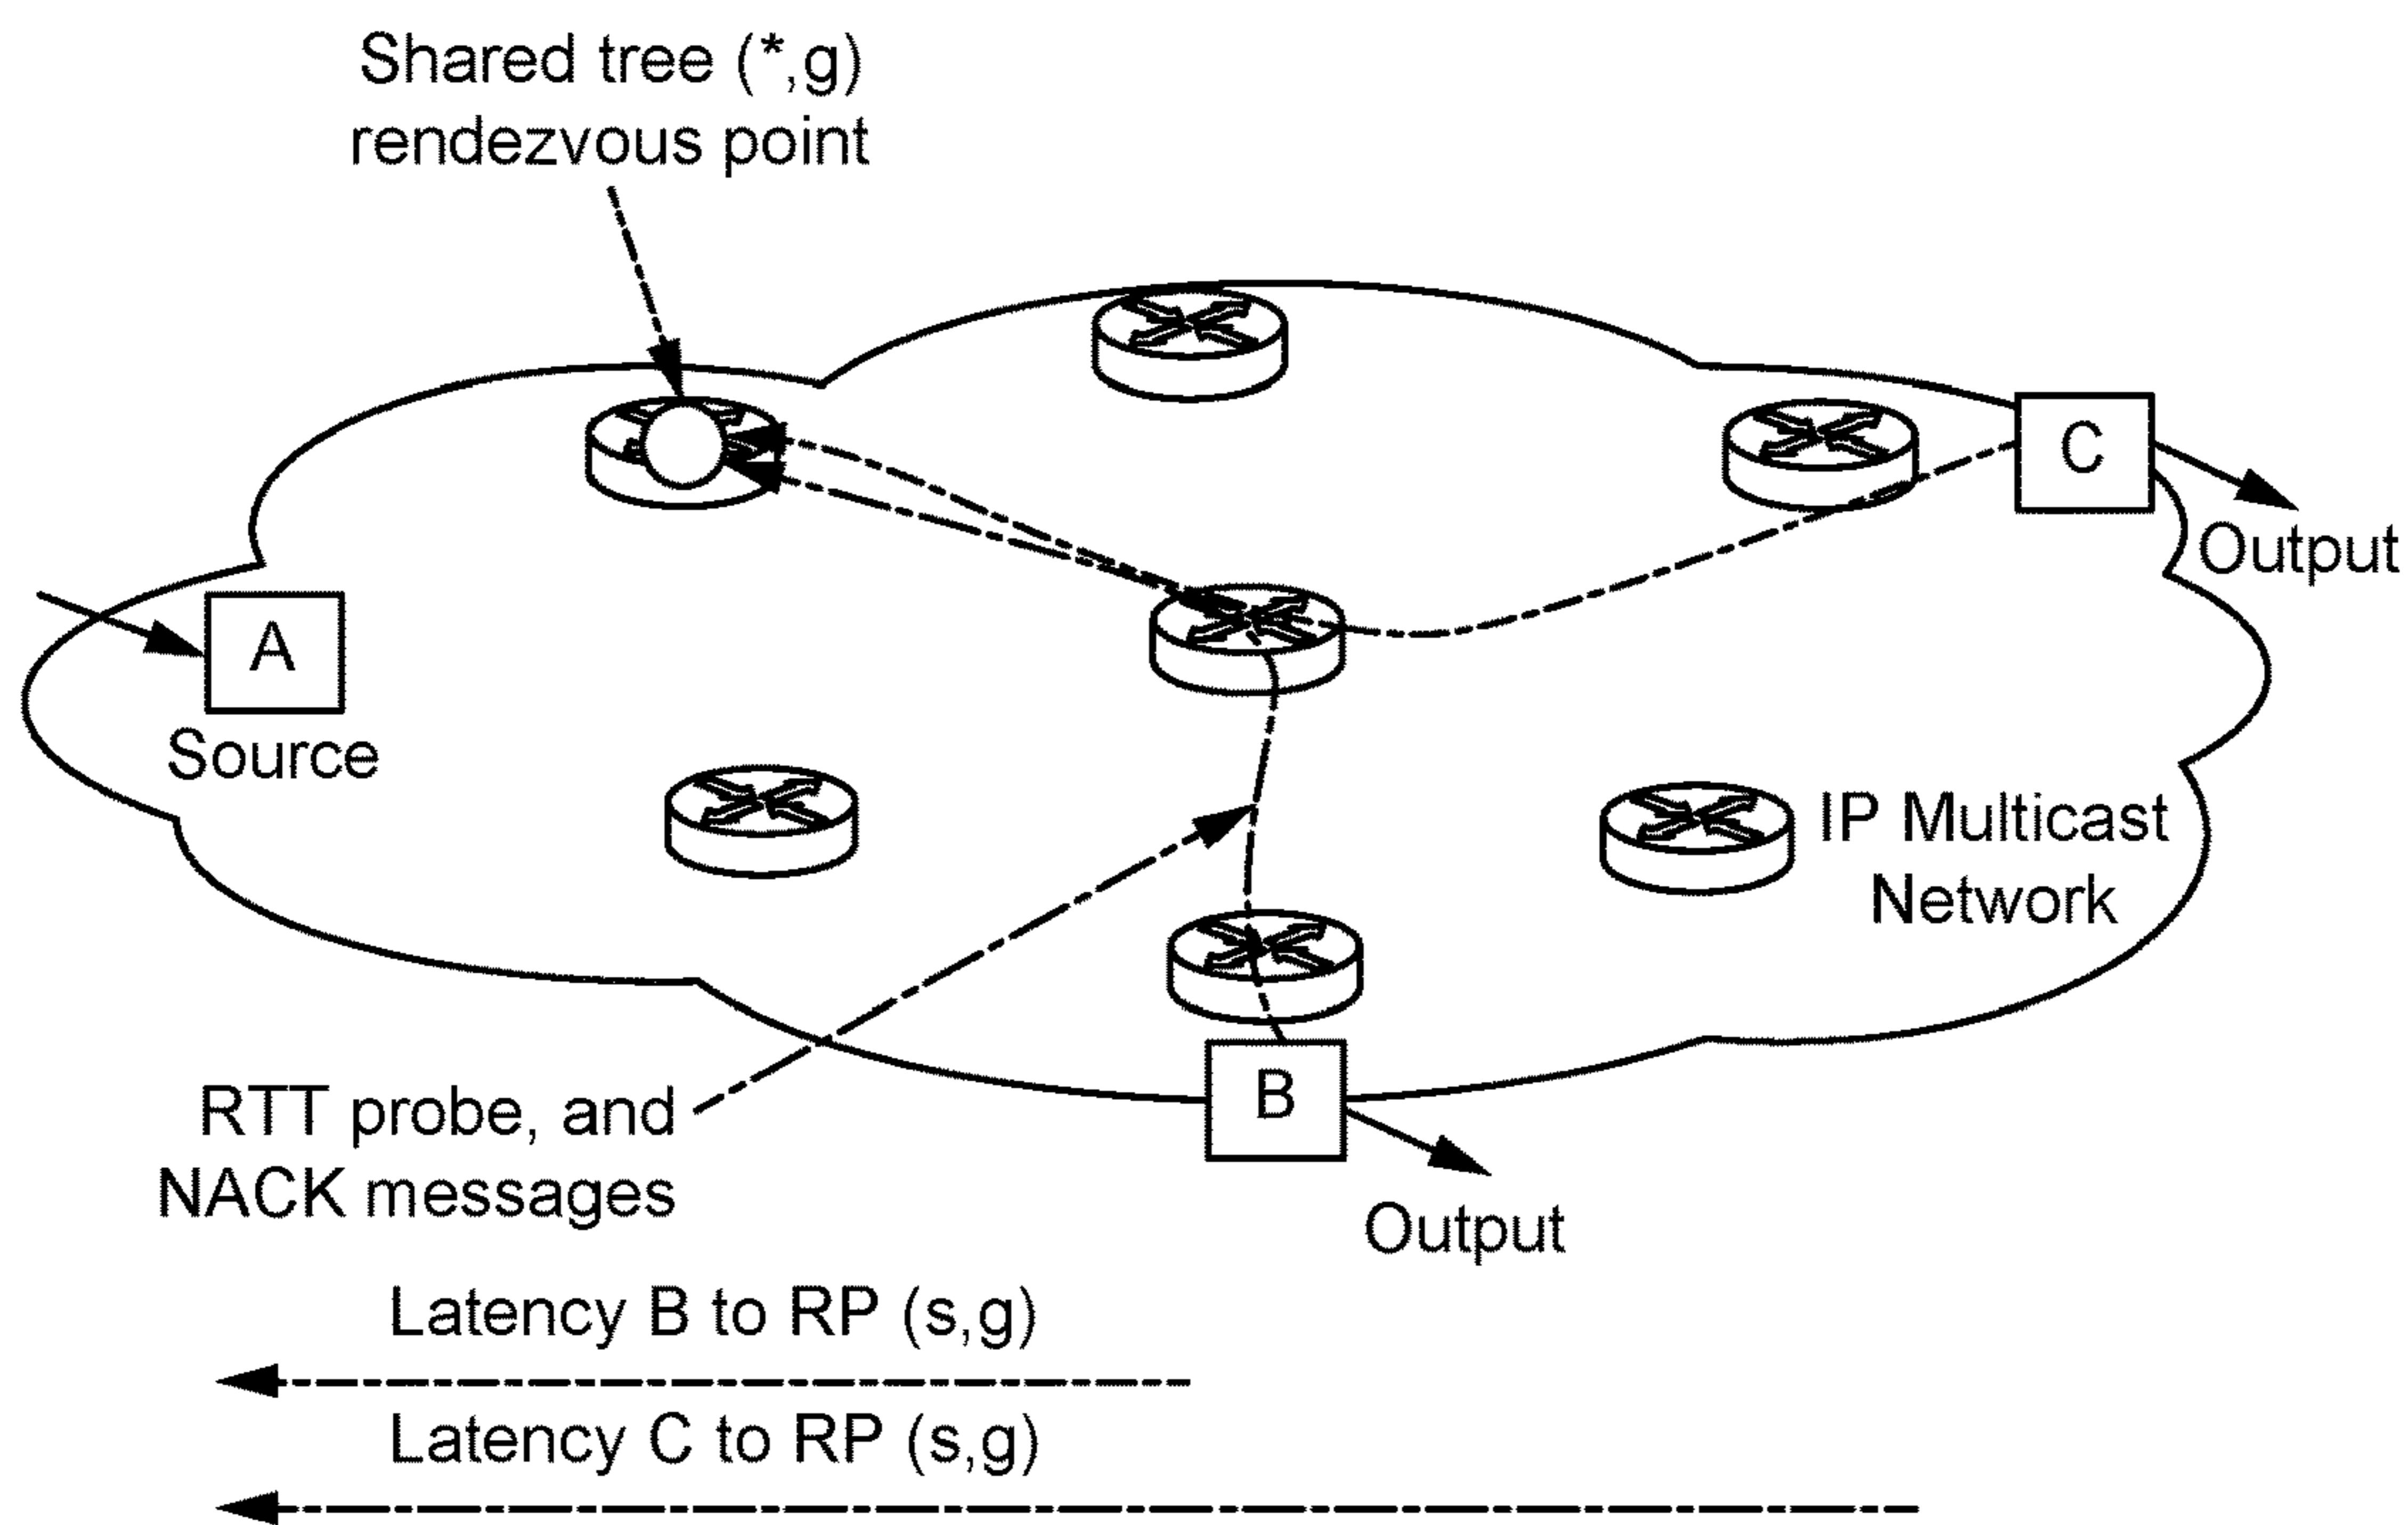 Shared tree (*,g)
rendezvous point
C
Output
A
Source
IP Multicast
Network
RTT probe, and
NACK messages
B
Output
Latency B to RP (s,g)
Latency C to RP (s,g)